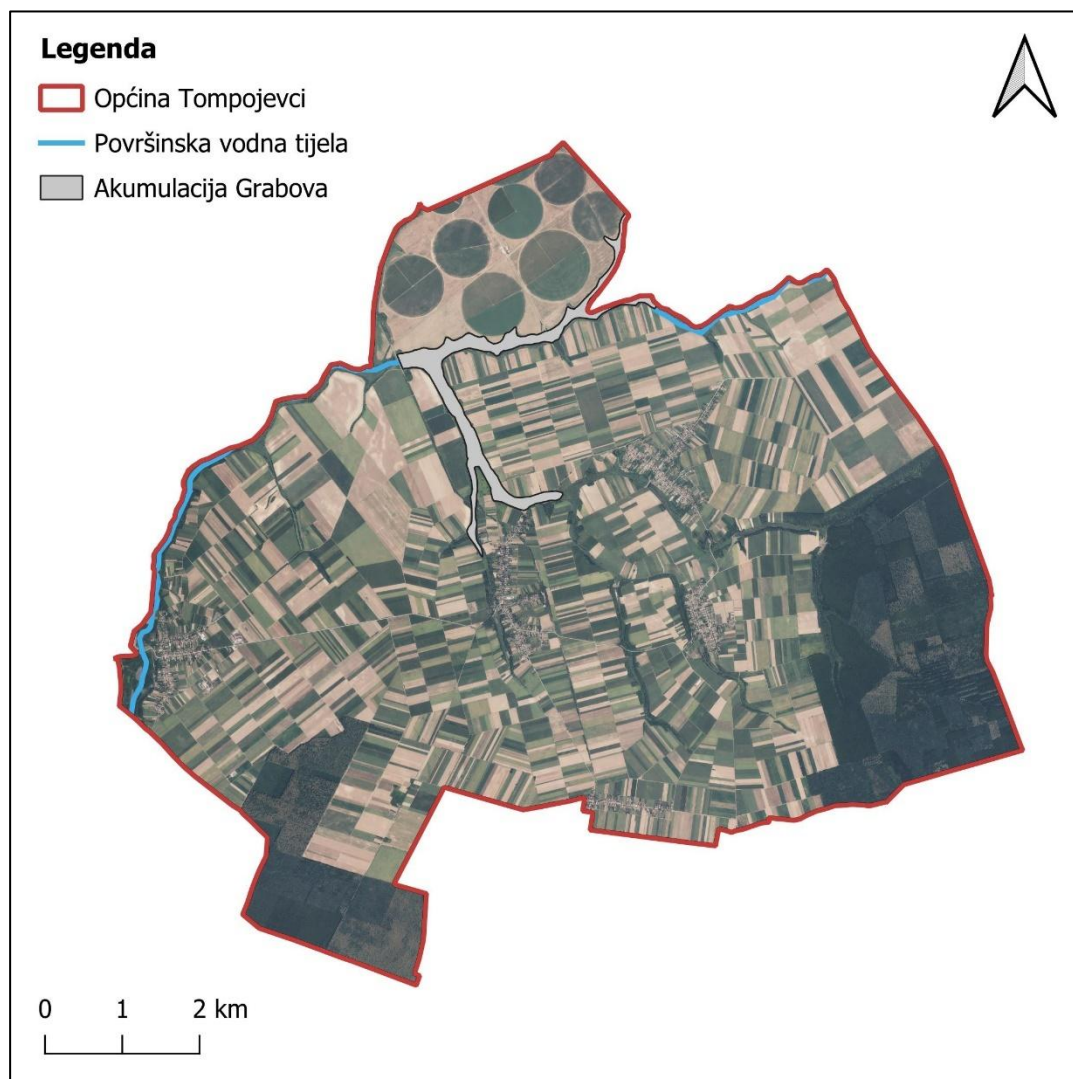 Legenda
Općina Tompojevci
Površinska vodna tijela
Akumulacija Grabova
0 1 2 km